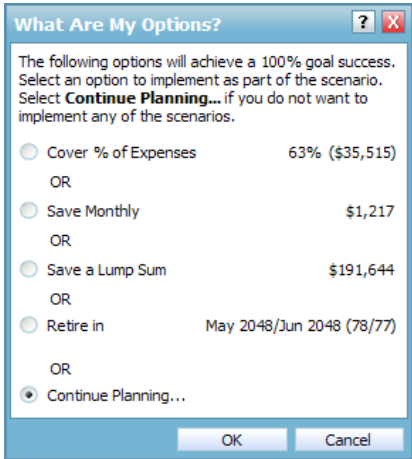 What Are My Options?
? X
The following options will achieve a 100% goal success.
Select an option to implement as part of the scenario.
Select Continue Planning... if you do not want to
implement any of the scenarios.
Cover % of Expenses 63% ($35,515)
OR
Save Monthly $1,217
OR
Save a Lump Sum $191,644
OR
Retire in May 2048/Jun 2048 (78/77)
OR
Continue Planning...
OK Cancel